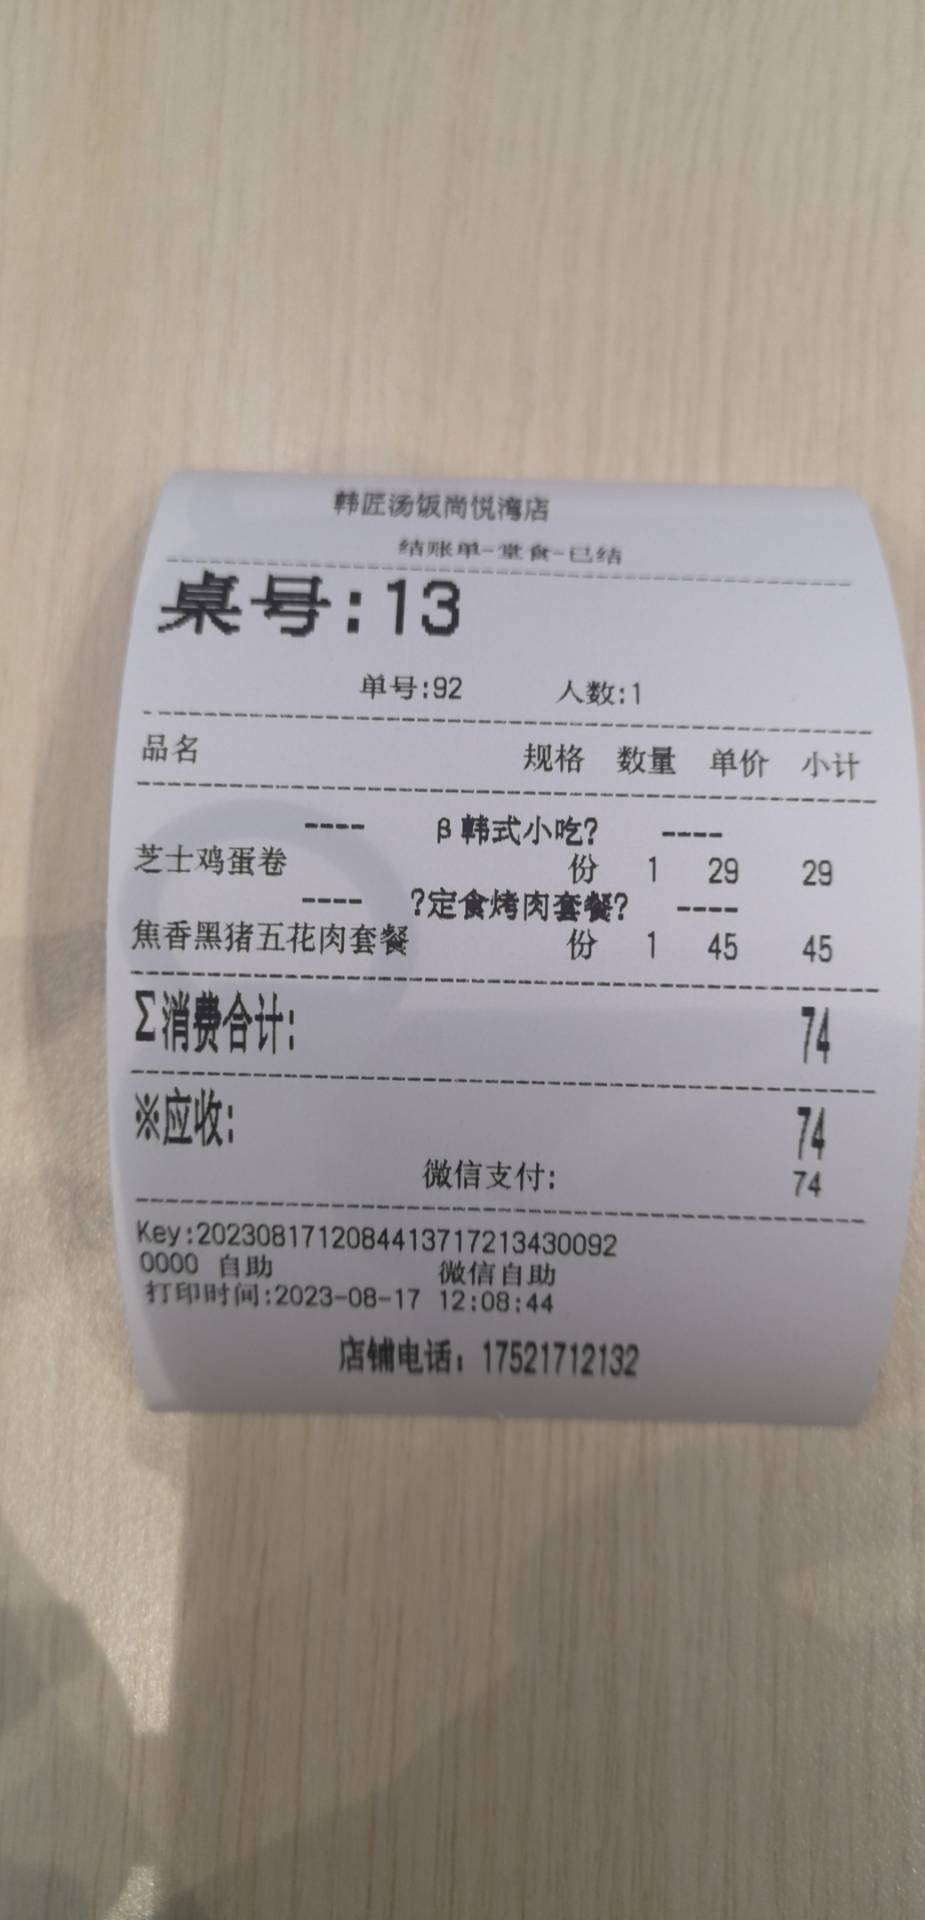 韩匠汤饭尚悦湾店
结账单-堂食-已结
桌号:13
单号:92 人数:1
品名 规格 数量 单价 小计
---- β韩式小吃? ----
芝士鸡蛋卷 份 1 29 29
---- ?定食烤肉套餐? ----
焦香黑猪五花肉套餐 份 1 45 45
Σ消费合计: 74
※应收: 74
微信支付: 74
Key:2023081712084413717213430092
0000 自助 微信自助
打印时间:2023-08-17 12:08:44
店铺电话：17521712132